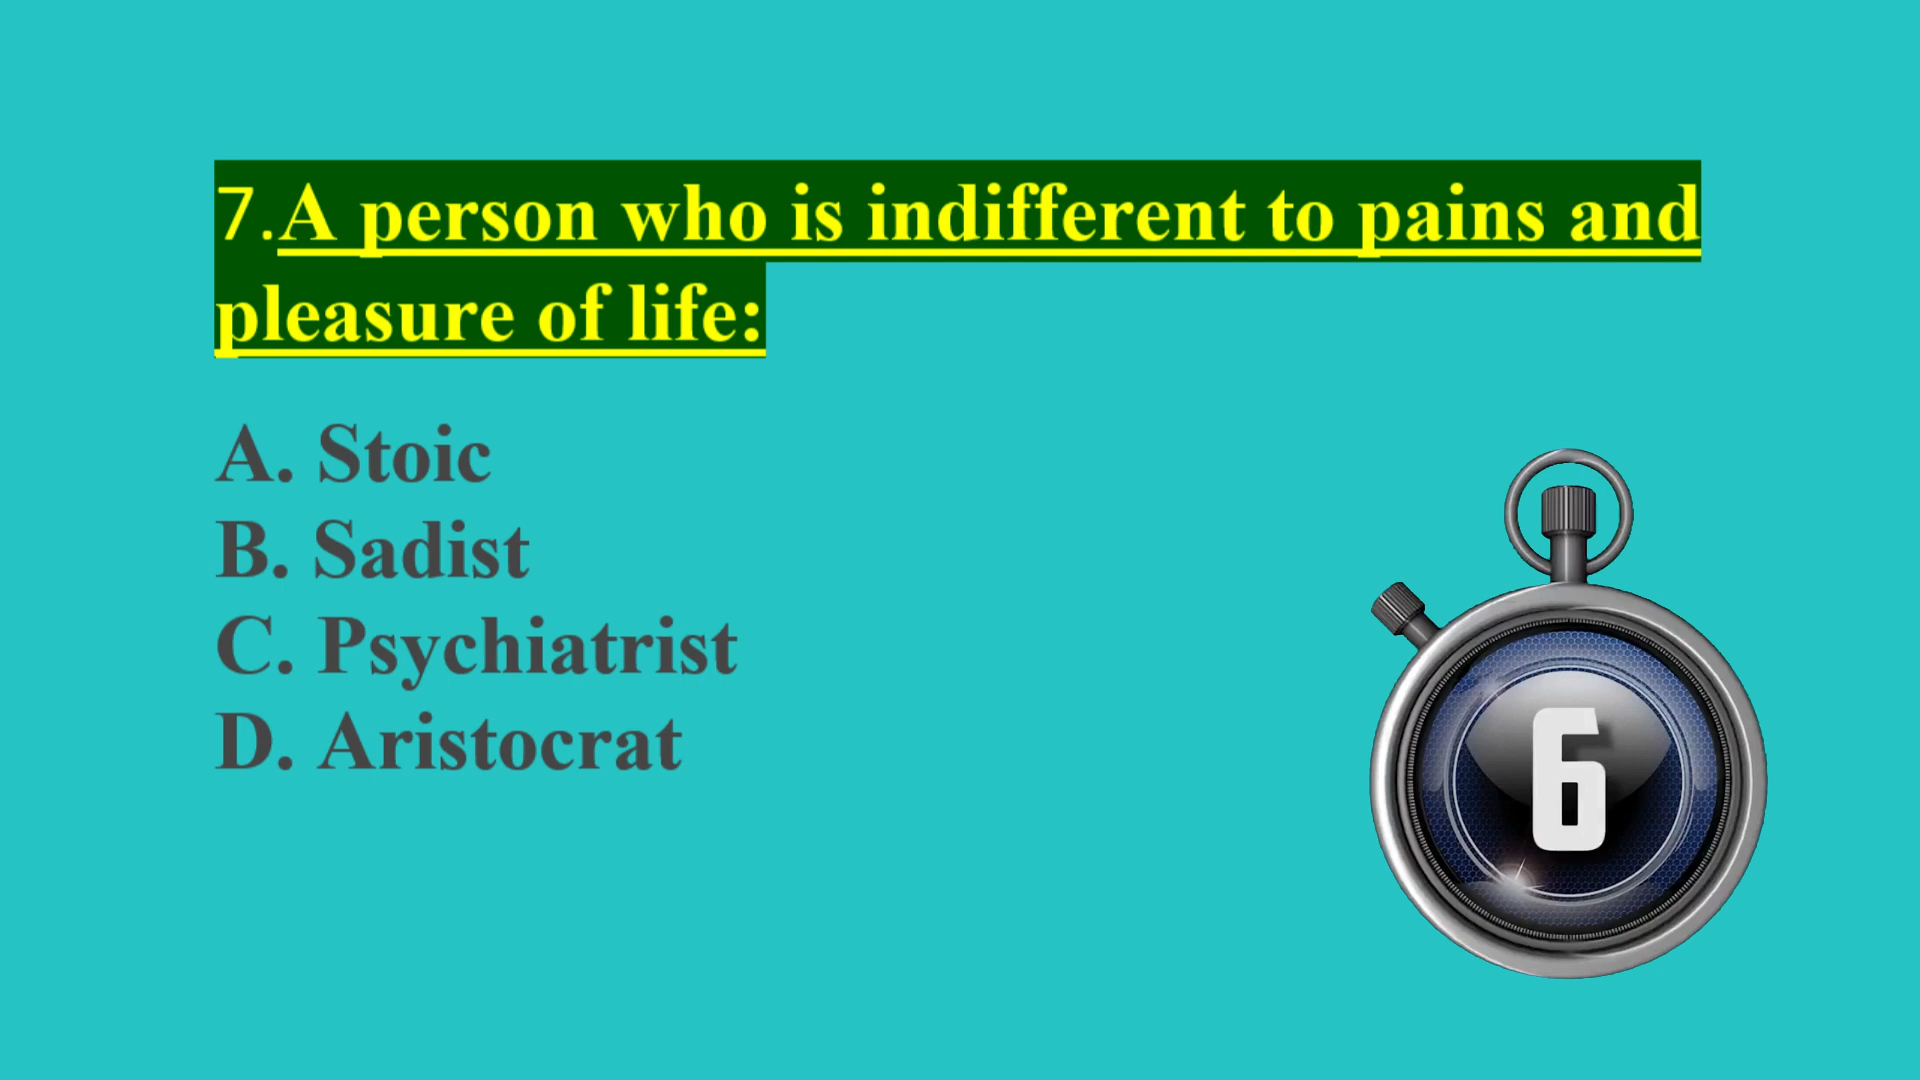 7.A person who is indifferent to pains and
pleasure of life:
A. Stoic
B. Sadist
C. Psychiatrist
D. Aristocrat
6